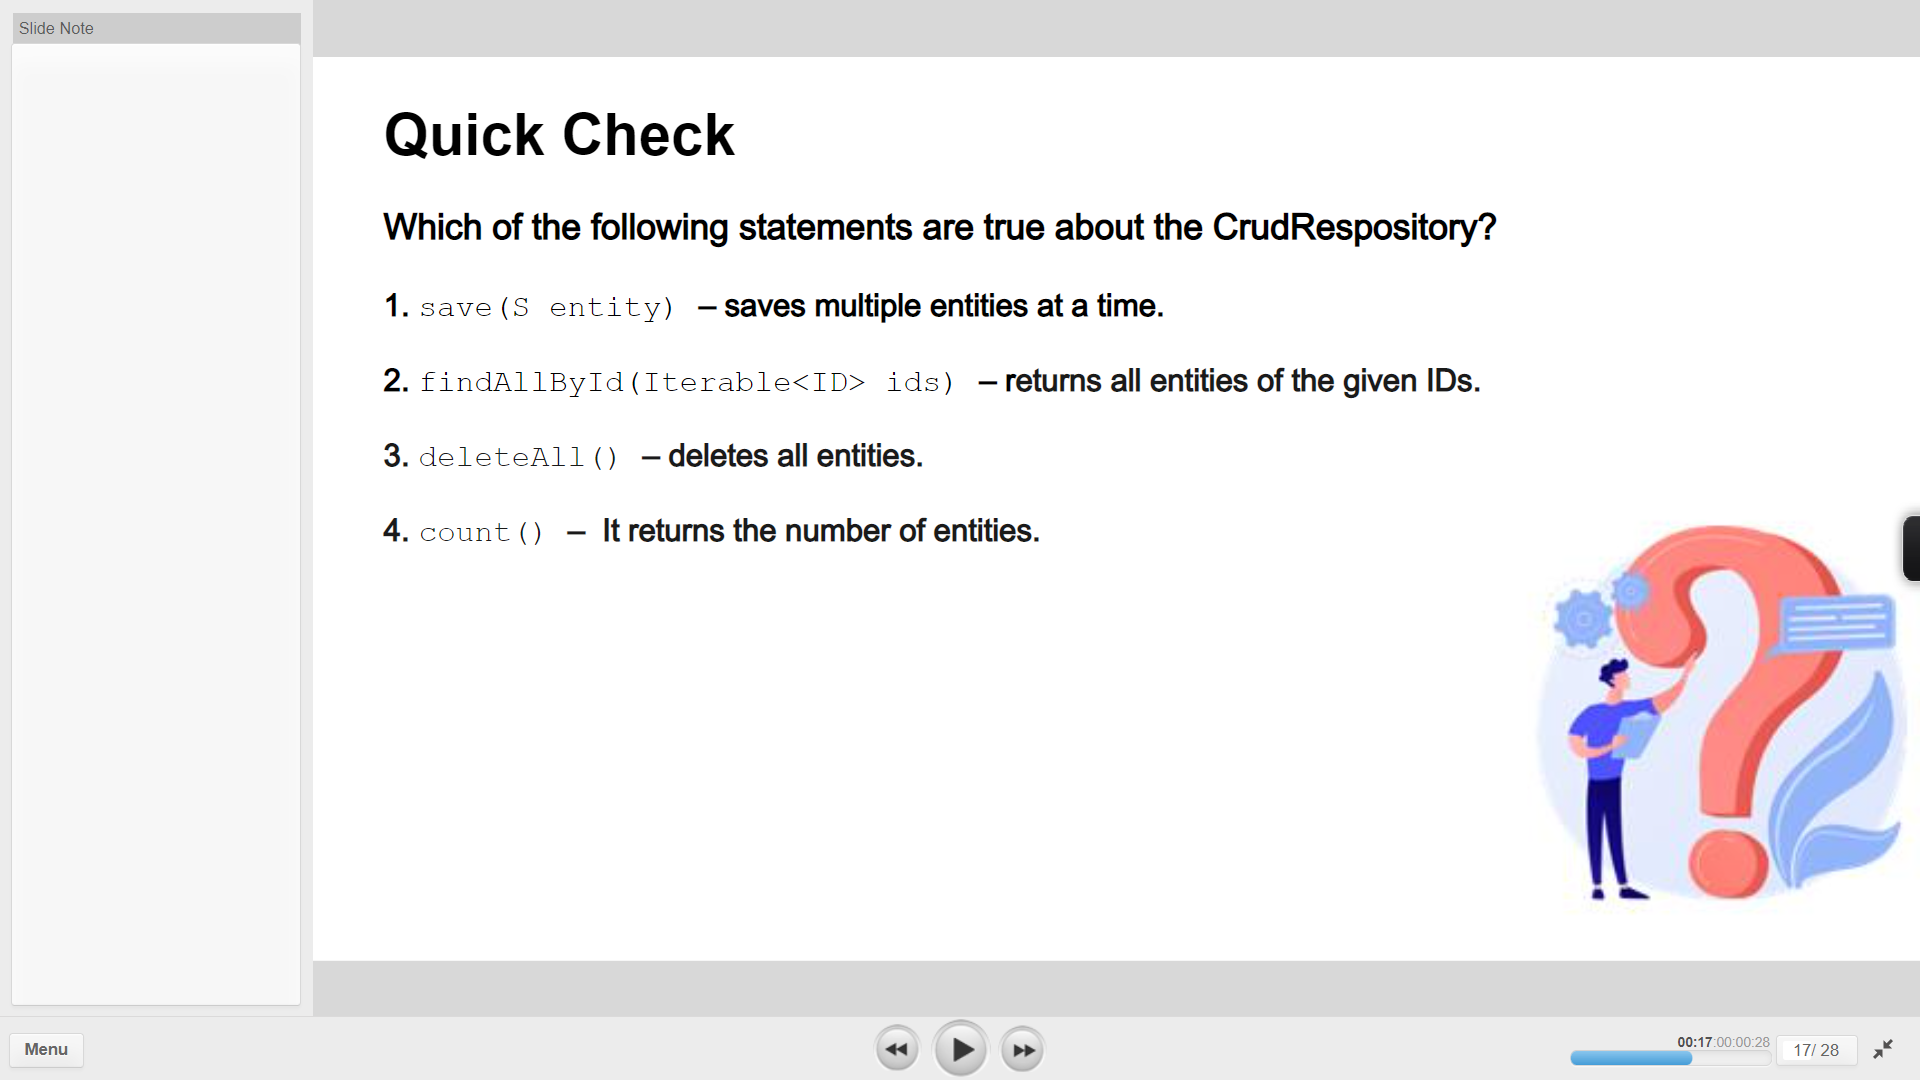 Slide Note
Quick Check
Which of the following statements are true about the CrudRespository?
1. save(S entity) – saves multiple entities at a time.
2. findAllById(Iterable<ID> ids) – returns all entities of the given IDs.
3. deleteAll() – deletes all entities.
4. count() – It returns the number of entities.
Menu
00:17:00:00:28
17/ 28